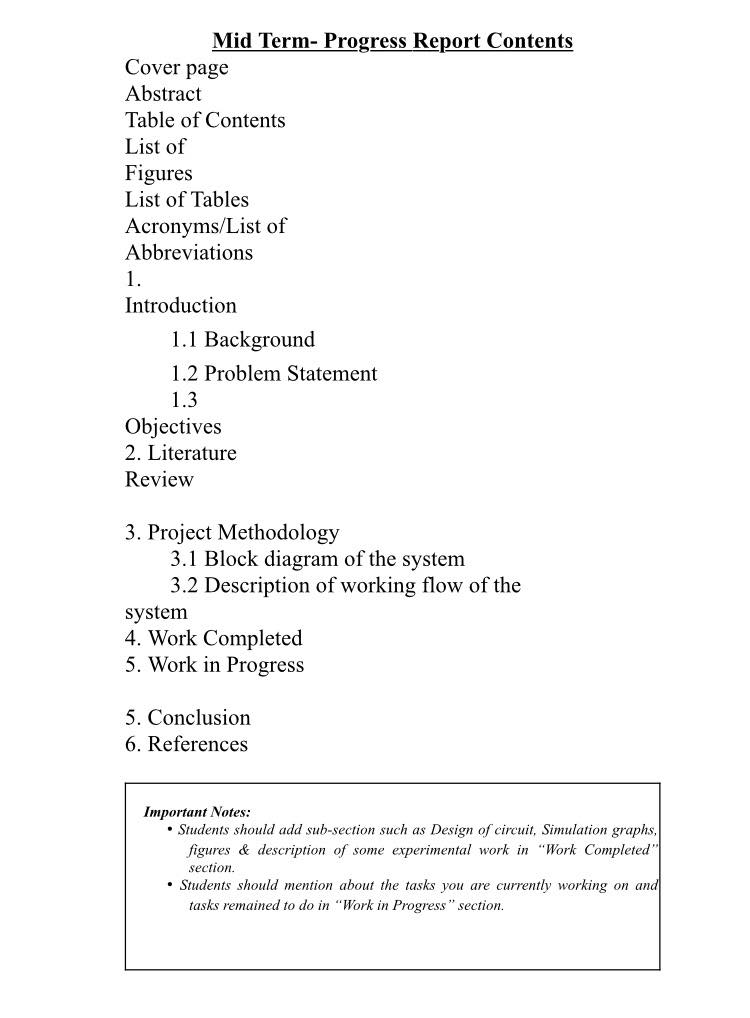 Mid Term- Progress Report Contents
Cover page
Abstract
Table of Contents
List of
Figures
List of Tables
Acronyms/List of
Abbreviations
1.
Introduction
1.1 Background
1.2 Problem Statement
1.3
Objectives
2. Literature
Review
3. Project Methodology
3.1 Block diagram of the system
3.2 Description of working flow of the
system
4. Work Completed
5. Work in Progress
5. Conclusion
6. References
Important Notes:
• Students should add sub-section such as Design of circuit, Simulation graphs,
figures & description of some experimental work in “Work Completed”
section.
• Students should mention about the tasks you are currently working on and
tasks remained to do in “Work in Progress” section.